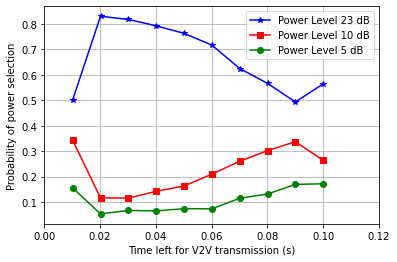 Power Level 23 dB
Power Level 10 dB
Power Level 5 dB
0.8
0.7
0.6
0.5
0.4
0.3
0.2
0.1
Probability of power selection
0.00 0.02 0.04 0.06 0.08 0.10 0.12
Time left for V2V transmission (s)